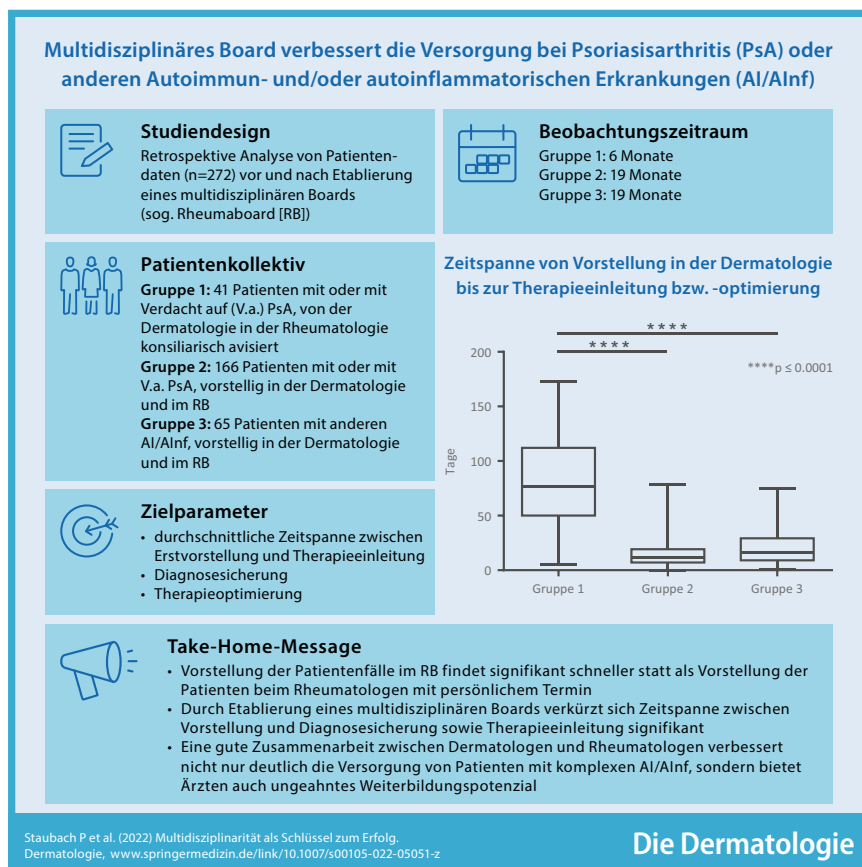 Multidisziplinäres Board verbessert die Versorgung bei Psoriasisarthritis (PsA) oder
anderen Autoimmun- und/oder autoinflammatorischen Erkrankungen (AI/AInf)
Studiendesign
Retrospektive Analyse von Patienten-
daten (n=272) vor und nach Etablierung
eines multidisziplinären Boards
(sog. Rheumaboard [RB])
Beobachtungszeitraum
Gruppe 1: 6 Monate
Gruppe 2: 19 Monate
Gruppe 3: 19 Monate
Patientenkollektiv
Gruppe 1: 41 Patienten mit oder mit
Verdacht auf (V.a.) PsA, von der
Dermatologie in der Rheumatologie
konsiliarisch avisiert
Gruppe 2: 166 Patienten mit oder mit
V.a. PsA, vorstellig in der Dermatologie
und im RB
Gruppe 3: 65 Patienten mit anderen
AI/AInf, vorstellig in der Dermatologie
und im RB
Zeitspanne von Vorstellung in der Dermatologie
bis zur Therapieeinleitung bzw. -optimierung
****
****
****p ≤ 0.0001
200
150
100
50
0
Tage
Gruppe 1
Gruppe 2
Gruppe 3
Zielparameter
• durchschnittliche Zeitspanne zwischen
Erstvorstellung und Therapieeinleitung
• Diagnosesicherung
• Therapieoptimierung
Take-Home-Message
• Vorstellung der Patientenfälle im RB findet signifikant schneller statt als Vorstellung der
Patienten beim Rheumatologen mit persönlichem Termin
• Durch Etablierung eines multidisziplinären Boards verkürzt sich Zeitspanne zwischen
Vorstellung und Diagnosesicherung sowie Therapieeinleitung signifikant
• Eine gute Zusammenarbeit zwischen Dermatologen und Rheumatologen verbessert
nicht nur deutlich die Versorgung von Patienten mit komplexen AI/AInf, sondern bietet
Ärzten auch ungeahntes Weiterbildungspotenzial
Staubach P et al. (2022) Multidisziplinarität als Schlüssel zum Erfolg.
Dermatologie, www.springermedizin.de/link/10.1007/s00105-022-05051-z
Die Dermatologie